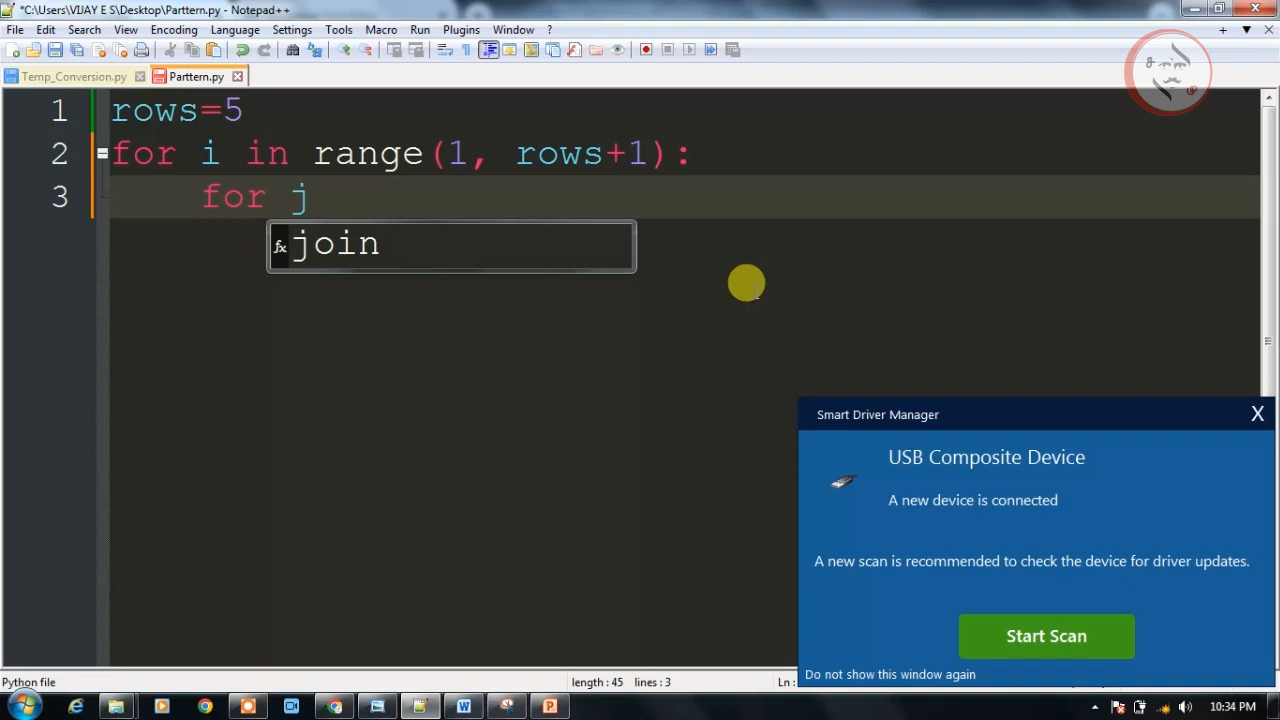 *C:\Users\VIJAY E S\Desktop\Parttern.py - Notepad++
File Edit Search View Encoding Language Settings Tools Macro Run Plugins Window ?
Temp_Conversion.py Parttern.py
1 rows=5
2 for i in range(1, rows+1):
3 for j
join
Smart Driver Manager X
USB Composite Device
A new device is connected
A new scan is recommended to check the device for driver updates.
Start Scan
Do not show this window again
Python file length : 45 lines : 3 Ln :
10:34 PM